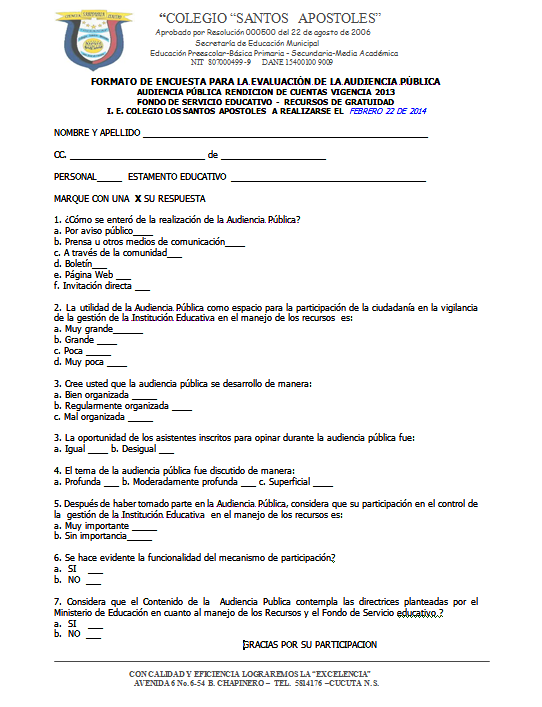 “COLEGIO “SANTOS APOSTOLES”
Aprobado por Resolución 000500 del 22 de agosto de 2006
Secretaría de Educación Municipal
Educación Preescolar-Básica Primaria - Secundaria-Media Académica
NIT 807000499-9 DANE 15400100 9009
FORMATO DE ENCUESTA PARA LA EVALUACIÓN DE LA AUDIENCIA PÚBLICA
AUDIENCIA PÚBLICA RENDICION DE CUENTAS VIGENCIA 2013
FONDO DE SERVICIO EDUCATIVO - RECURSOS DE GRATUIDAD
I. E. COLEGIO LOS SANTOS APOSTOLES A REALIZARSE EL FEBRERO 22 DE 2014
NOMBRE Y APELLIDO ____________________
CC. ____________________ de ____________________
PERSONAL_____ ESTAMENTO EDUCATIVO ____________________
MARQUE CON UNA X SU RESPUESTA
1. ¿Cómo se enteró de la realización de la Audiencia Pública?
a. Por aviso público____
b. Prensa u otros medios de comunicación____
c. A través de la comunidad___
d. Boletín___
e. Página Web ___
f. Invitación directa ___
2. La utilidad de la Audiencia Pública como espacio para la participación de la ciudadanía en la vigilancia
de la gestión de la Institución Educativa en el manejo de los recursos es:
a. Muy grande______
b. Grande ____
c. Poca _____
d. Muy poca ____
3. Cree usted que la audiencia pública se desarrollo de manera:
a. Bien organizada _____
b. Regularmente organizada ____
c. Mal organizada _____
3. La oportunidad de los asistentes inscritos para opinar durante la audiencia pública fue:
a. Igual ____ b. Desigual ___
4. El tema de la audiencia pública fue discutido de manera:
a. Profunda ___ b. Moderadamente profunda ___ c. Superficial ____
5. Después de haber tomado parte en la Audiencia Pública, considera que su participación en el control de
la gestión de la Institución Educativa en el manejo de los recursos es:
a. Muy importante _____
b. Sin importancia_____
6. Se hace evidente la funcionalidad del mecanismo de participación?
a. SI ___
b. NO ___
7. Considera que el Contenido de la Audiencia Publica contempla las directrices planteadas por el
Ministerio de Educación en cuanto al manejo de los Recursos y el Fondo de Servicio educativo ?
a. SI ___
b. NO ___
GRACIAS POR SU PARTICIPACION
CON CALIDAD Y EFICIENCIA LOGRAREMOS LA “EXCELENCIA”
AVENIDA 6 No. 6-54 B. CHAPINERO – TEL. 5814176 –CUCUTA N.S.